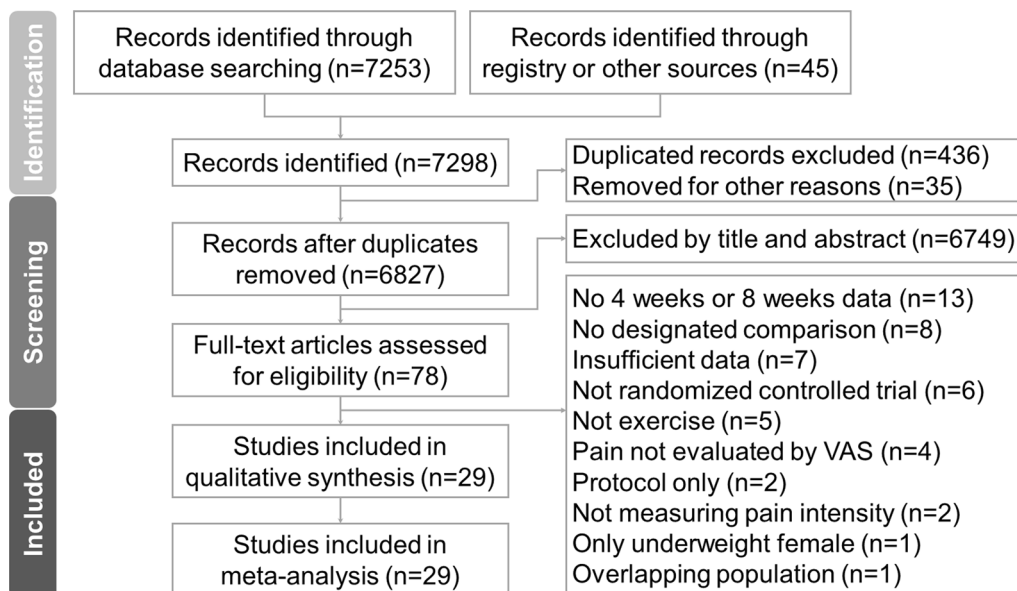 Identification
Records identified through
database searching (n=7253)
Records identified through
registry or other sources (n=45)
Records identified (n=7298)
Duplicated records excluded (n=436)
Removed for other reasons (n=35)
Screening
Records after duplicates
removed (n=6827)
Excluded by title and abstract (n=6749)
Full-text articles assessed
for eligibility (n=78)
No 4 weeks or 8 weeks data (n=13)
No designated comparison (n=8)
Insufficient data (n=7)
Not randomized controlled trial (n=6)
Not exercise (n=5)
Pain not evaluated by VAS (n=4)
Protocol only (n=2)
Not measuring pain intensity (n=2)
Only underweight female (n=1)
Overlapping population (n=1)
Included
Studies included in
qualitative synthesis (n=29)
Studies included in
meta-analysis (n=29)